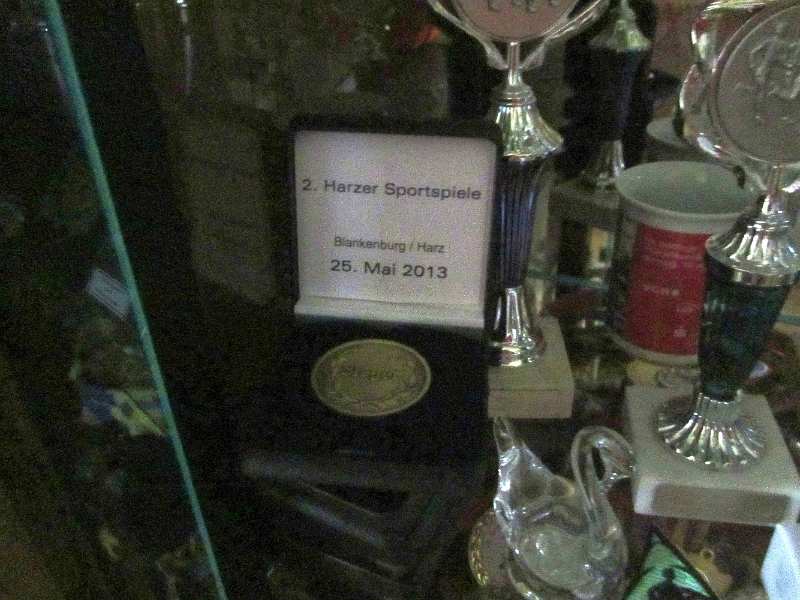 2. Harzer Sportspiele
Blankenburg / Harz
25. Mai 2013